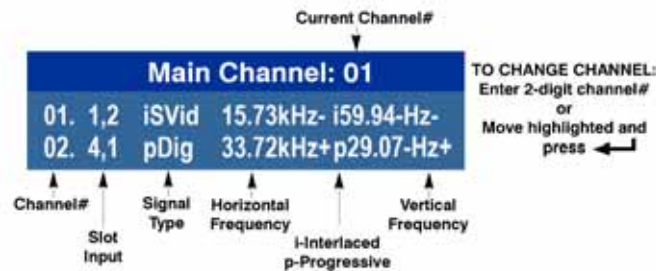 Current Channel#
Main Channel: 01
01. 1,2 iSVid 15.73kHz- i59.94-Hz-
02. 4,1 pDig 33.72kHz+p29.07-Hz+
TO CHANGE CHANNEL:
Enter 2-digit channel#
or
Move highlighted and
press
Channel#
Slot
Input
Signal
Type
Horizontal
Frequency
i-Interlaced
p-Progressive
Vertical
Frequency